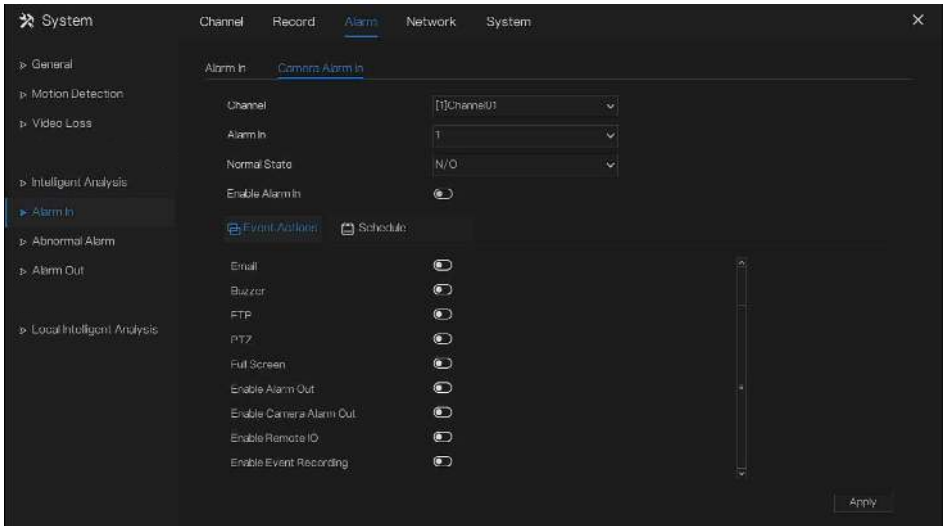 System
Channel Record Alarm Network System
General
Motion Detection
Video Loss
Intelligent Analysis
Alarm In
Abnormal Alarm
Alarm Out
Local Intelligent Analysis
Alarm In Camera Alarm In
Channel [1]Channel01
Alarm In 1
Normal State N/O
Enable Alarm In
Event Actions Schedule
Email
Buzzer
FTP
PTZ
Full Screen
Enable Alarm Out
Enable Camera Alarm Out
Enable Remote IO
Enable Event Recording
Apply